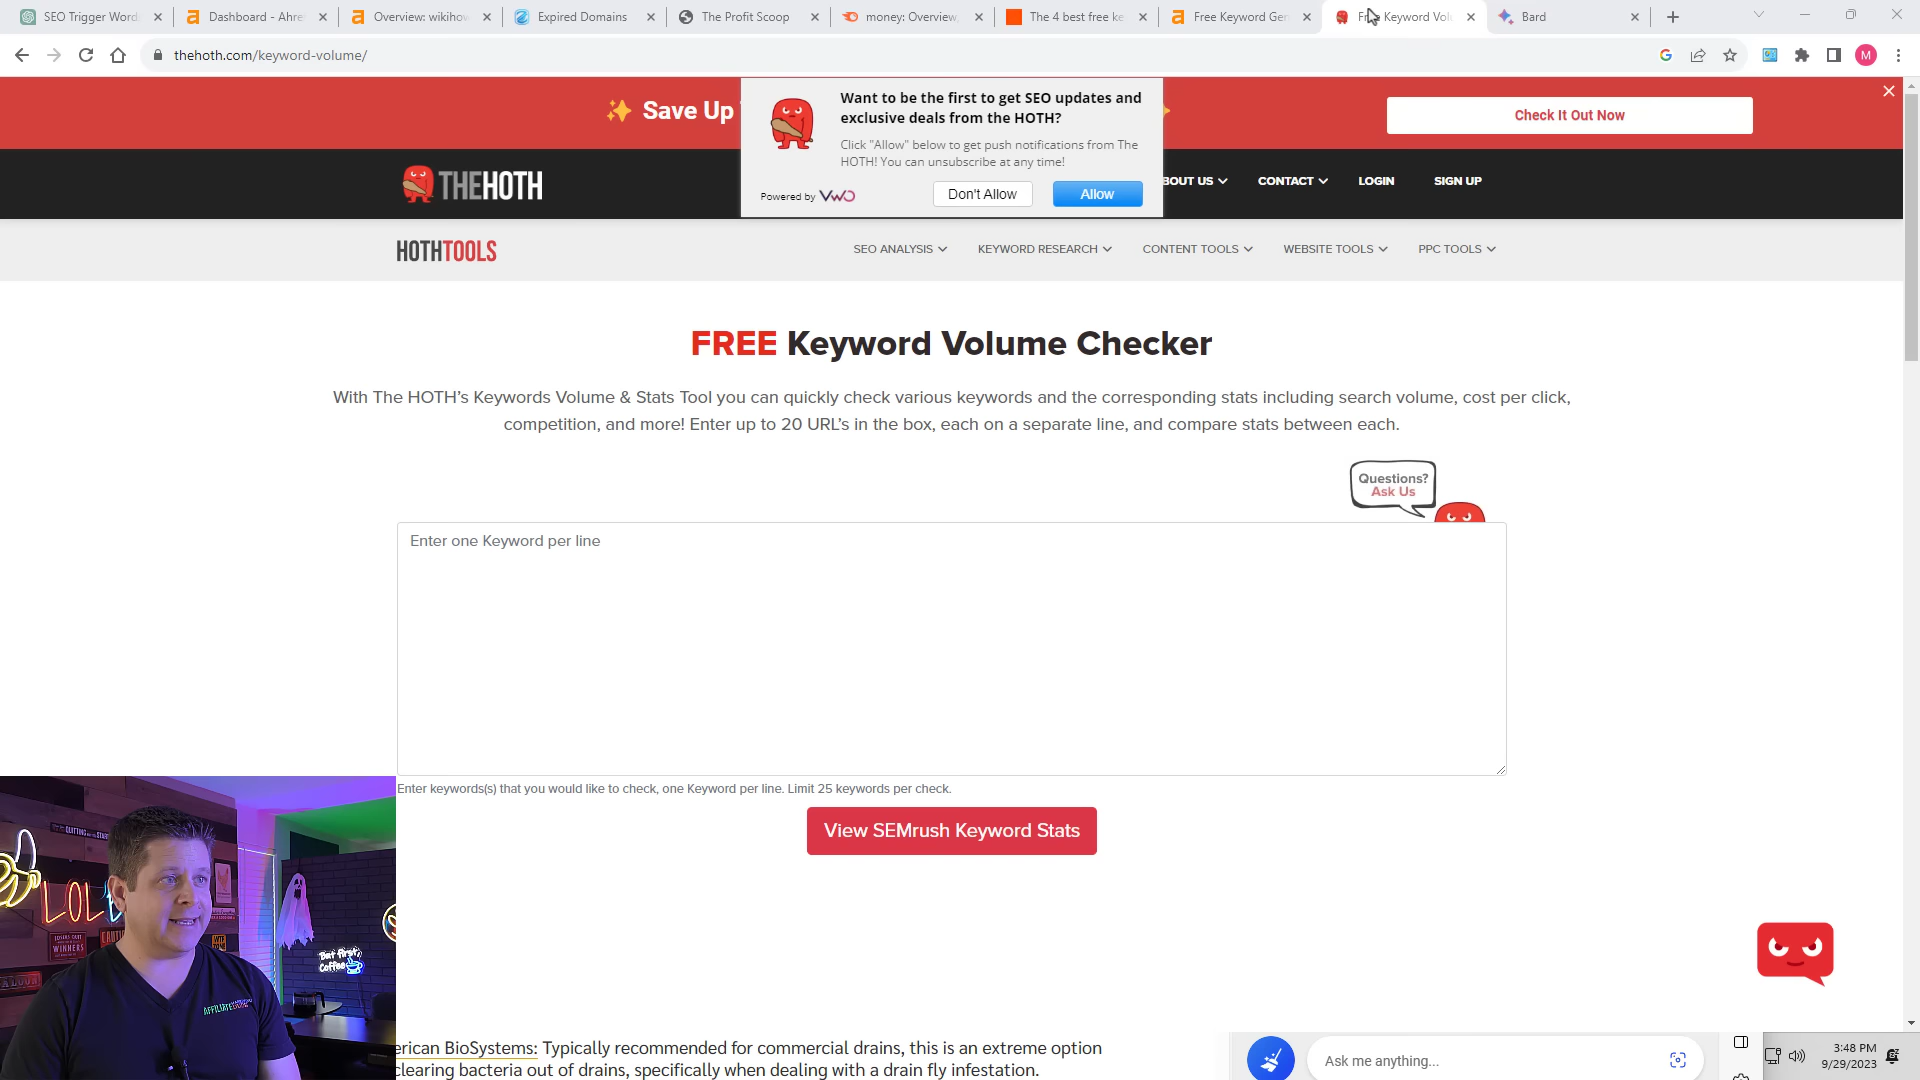 SEO Trigger Word
Dashboard - Ahre
Overview: wikihow
Expired Domains
The Profit Scoop
money: Overview,
The 4 best free ke
Free Keyword Gen
Keyword Vol
Bard
thehoth.com/keyword-volume/
M
Save Up
Want to be the first to get SEO updates and
exclusive deals from the HOTH?
Click "Allow" below to get push notifications from The
HOTH! You can unsubscribe at any time!
Powered by VWO
Don't Allow
Allow
Check It Out Now
THEHOTH
BOUT US
CONTACT
LOGIN
SIGN UP
HOTHTOOLS
SEO ANALYSIS
KEYWORD RESEARCH
CONTENT TOOLS
WEBSITE TOOLS
PPC TOOLS
FREE Keyword Volume Checker
With The HOTH's Keywords Volume & Stats Tool you can quickly check various keywords and the corresponding stats including search volume, cost per click,
competition, and more! Enter up to 20 URL's in the box, each on a separate line, and compare stats between each.
Questions?
Ask Us
Enter one Keyword per line
Enter keywords(s) that you would like to check, one Keyword per line. Limit 25 keywords per check.
View SEMrush Keyword Stats
LOL
WINNERS
But first,
Coffee
erican BioSystems: Typically recommended for commercial drains, this is an extreme option
clearing bacteria out of drains, specifically when dealing with a drain fly infestation.
Ask me anything...
3:48 PM
9/29/2023